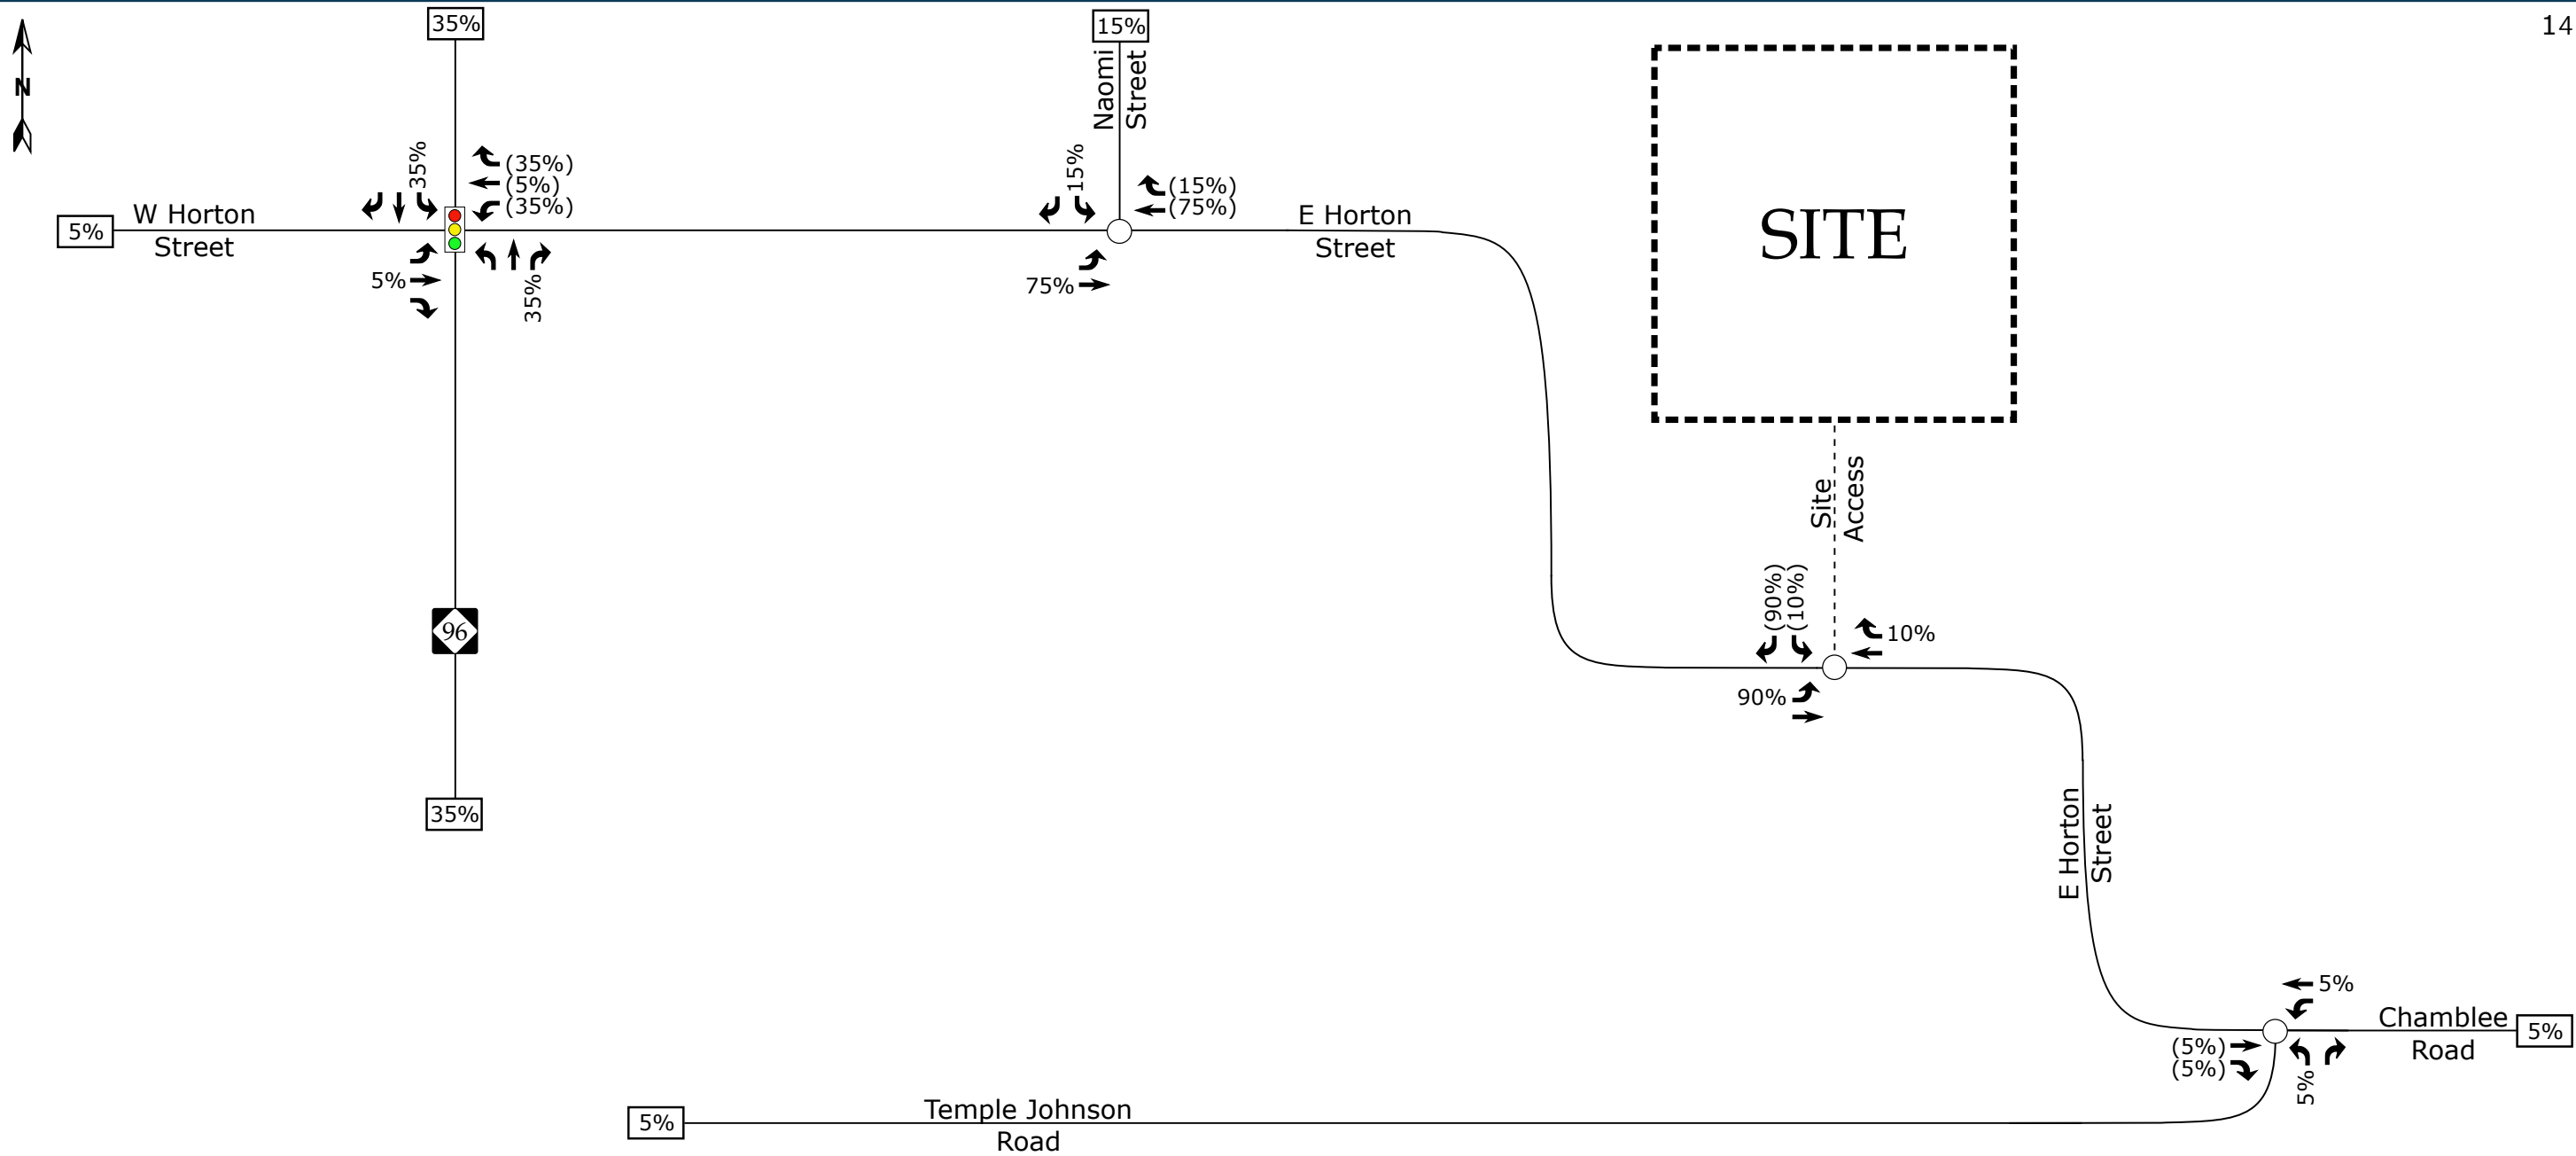 14
35%
15%
N
Naomi
Street
35%
(35%)
(5%)
(35%)
15%
(15%)
(75%)
W Horton
Street
5%
E Horton
Street
SITE
5%
35%
75%
Site
Access
(90%)
(10%)
10%
90%
96
35%
E Horton
Street
5%
Chamblee
Road
5%
(5%)
(5%)
5%
Temple Johnson
Road
5%